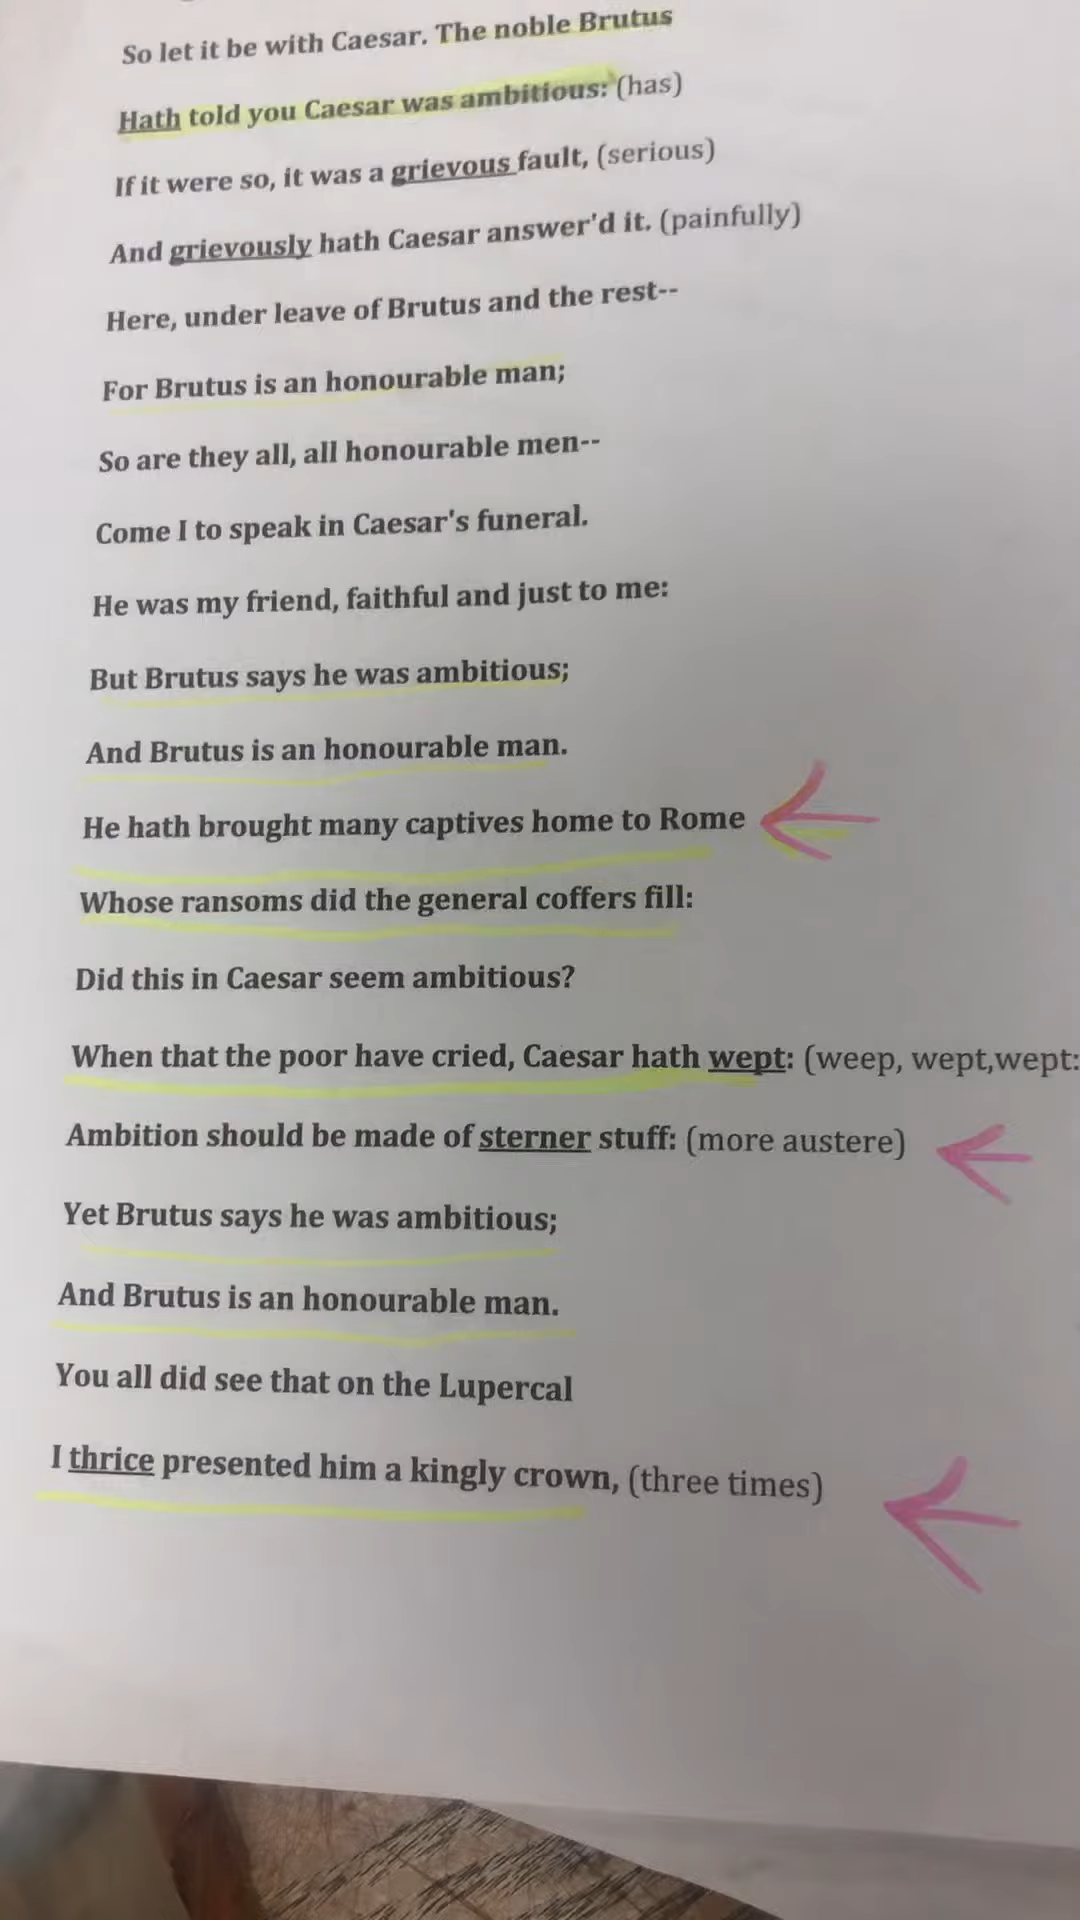 So let it be with Caesar. The noble Brutus
Hath told you Caesar was ambitious: (has)
If it were so, it was a grievous fault, (serious)
And grievously hath Caesar answer'd it. (painfully)
Here, under leave of Brutus and the rest--
For Brutus is an honourable man;
So are they all, all honourable men--
Come I to speak in Caesar's funeral.
He was my friend, faithful and just to me:
But Brutus says he was ambitious;
And Brutus is an honourable man.
He hath brought many captives home to Rome
Whose ransoms did the general coffers fill:
Did this in Caesar seem ambitious?
When that the poor have cried, Caesar hath wept: (weep, wept,wept:
Ambition should be made of sterner stuff: (more austere)
Yet Brutus says he was ambitious;
And Brutus is an honourable man.
You all did see that on the Lupercal
I thrice presented him a kingly crown, (three times)